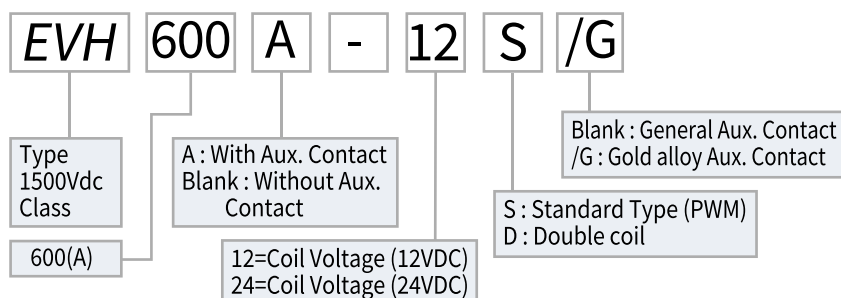 EVH 600 A - 12 S /G
Blank : General Aux. Contact
/G : Gold alloy Aux. Contact
Type
1500Vdc
Class
A : With Aux. Contact
Blank : Without Aux.
Contact
S : Standard Type (PWM)
D : Double coil
600(A)
12=Coil Voltage (12VDC)
24=Coil Voltage (24VDC)